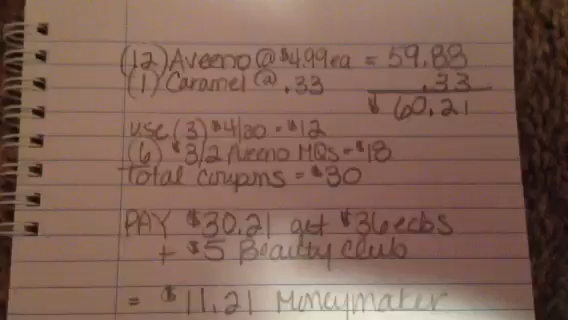 (12) Aveeno @ $4.99ea = 59.88
(1) Caramel @ .33 .33
$60.21
use (3) $4/20 = $12
(6) $3/2 Aveeno MQs = $18
total coupons = $30
PAY $30.21 get $36 ecbs
+ $5 Beauty Club
= $11.21 Moneymaker